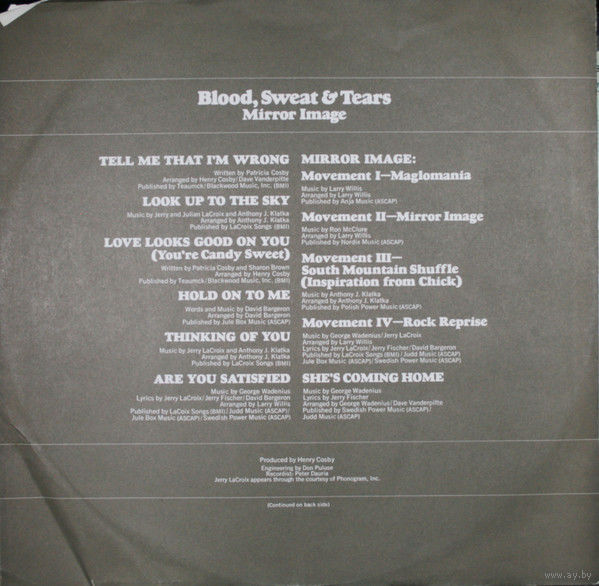 Blood, Sweat & Tears
Mirror Image
TELL ME THAT I'M WRONG
Written by Patricia Cosby
Arranged by Henry Cosby/Dave Vanderpitte
Published by Teaumck/Blackwood Music, Inc. (BMI)
LOOK UP TO THE SKY
Music by Jerry and Julian LaCroix and Anthony J. Klatka
Arranged by Anthony J. Klatka
Published by LaCroix Songs (BMI)
LOVE LOOKS GOOD ON YOU
(You're Candy Sweet)
Written by Patricia Cosby and Sharon Brown
Arranged by Henry Cosby
Published by Teaumck/Blackwood Music, Inc. (BMI)
HOLD ON TO ME
Words and Music by David Bargeron
Arranged by David Bargeron
Published by Jule Box Music (ASCAP)
THINKING OF YOU
Music by Jerry LaCroix and Anthony J. Klatka
Arranged by Anthony J. Klatka
Published by LaCroix Songs (BMI)
ARE YOU SATISFIED
Music by George Wadenius
Lyrics by Jerry LaCroix/Jerry Fischer/David Bargeron
Arranged by Larry Willis
Published by LaCoix Songs (BMI)/Judd Music (ASCAP)/
Jule Box Music (ASCAP)/Swedish Power Music (ASCAP)
MIRROR IMAGE:
Movement I—Maglomania
Music by Larry Willis
Arranged by Larry Willis
Published by Anja Music (ASCAP)
Movement II—Mirror Image
Music by Ron McClure
Arranged by Larry Willis
Published by Nordis Music (ASCAP)
Movement III—
South Mountain Shuffle
(Inspiration from Chick)
Music by Anthony J. Klatka
Arranged by Anthony J. Klatka
Published by Polish Power Music (ASCAP)
Movement IV—Rock Reprise
Music by George Wadenius/Jerry LaCroix
Arranged by Larry Willis
Lyrics by Jerry LaCroix/Jerry Fischer/David Bargeron
Published by LaCroix Songs (BMI)/Judd Music (ASCAP)
Jule Box Music (ASCAP)/Swedish Power Music (ASCAP)
SHE'S COMING HOME
Music by George Wadenius
Lyrics by Jerry Fischer
Arranged by George Wadenius/Dave Vanderpitte
Published by Swedish Power Music (ASCAP)/
Judd Music (ASCAP)
Produced by Henry Cosby
Engineering by Don Puluse
Recordist: Peter Dauria
Jerry LaCroix appears through the courtesy of Phonogram, Inc.
(Continued on back side)
www.ay.by